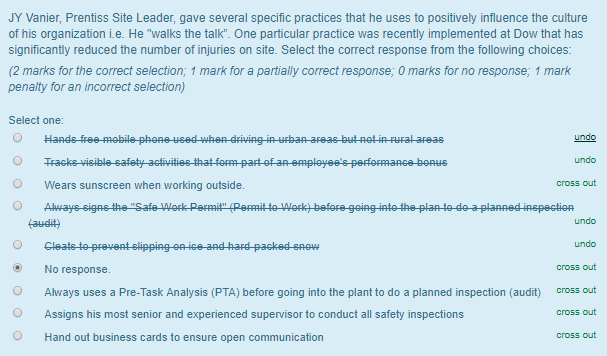 JY Vanier, Prentiss Site Leader, gave several specific practices that he uses to positively influence the culture
of his organization i.e. He "walks the talk". One particular practice was recently implemented at Dow that has
significantly reduced the number of injuries on site. Select the correct response from the following choices:
(2 marks for the correct selection; 1 mark for a partially correct response; 0 marks for no response; 1 mark
penalty for an incorrect selection)
Select one:
Hands free mobile phone used when driving in urban areas but not in rural areas undo
Tracks visible safety activities that form part of an employee's performance bonus undo
Wears sunscreen when working outside. cross out
Always signs the "Safe Work Permit" (Permit to Work) before going into the plan to do a planned inspection
(audit) undo
Cleats to prevent slipping on ice and hard packed snow undo
No response. cross out
Always uses a Pre-Task Analysis (PTA) before going into the plant to do a planned inspection (audit) cross out
Assigns his most senior and experienced supervisor to conduct all safety inspections cross out
Hand out business cards to ensure open communication cross out